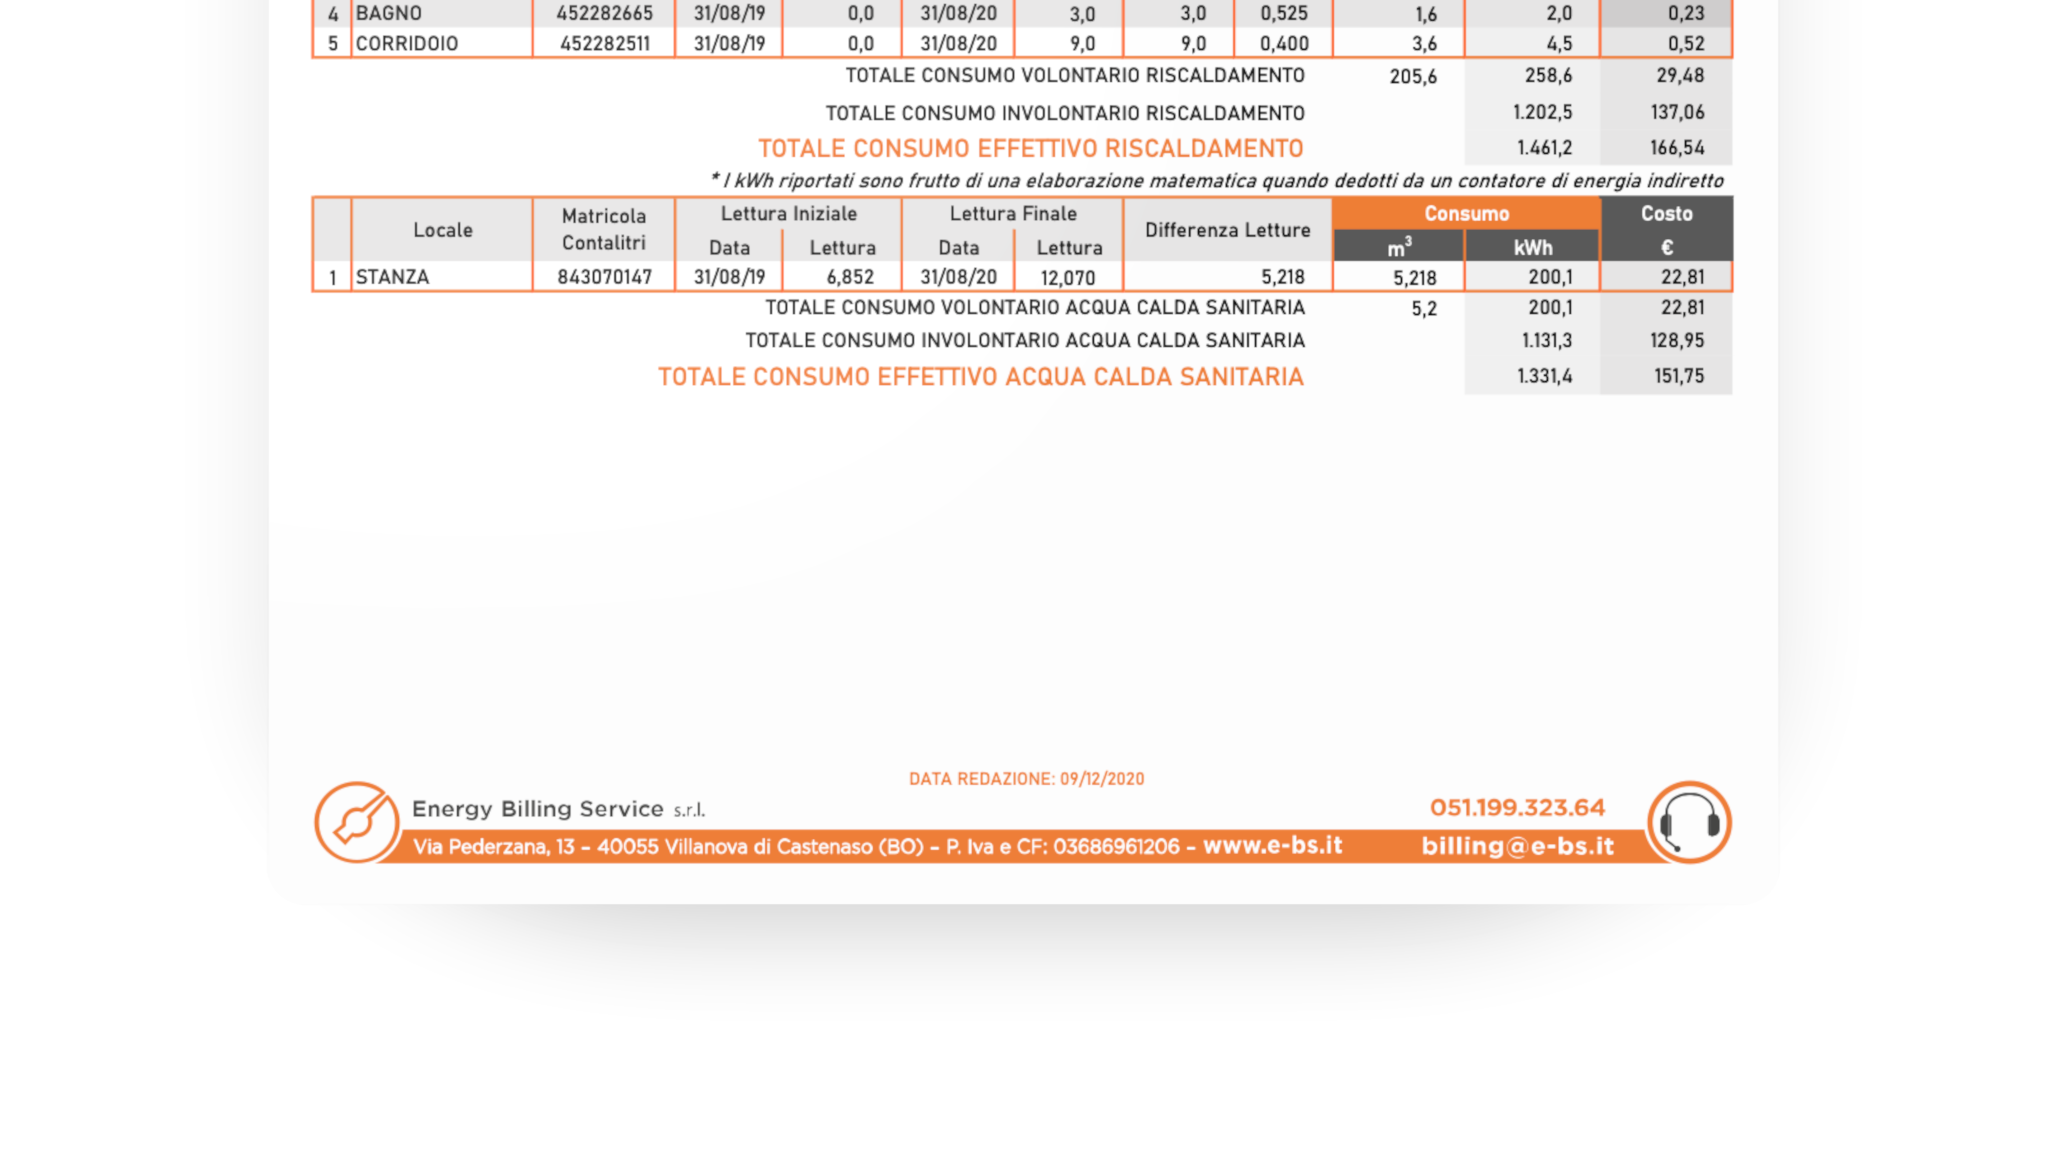 4 BAGNO 452282665 31/08/19 0,0 31/08/20 3,0 3,0 0,525 1,6 2,0 0,23
5 CORRIDOIO 452282511 31/08/19 0,0 31/08/20 9,0 9,0 0,400 3,6 4,5 0,52
TOTALE CONSUMO VOLONTARIO RISCALDAMENTO 205,6 258,6 29,48
TOTALE CONSUMO INVOLONTARIO RISCALDAMENTO 1.202,5 137,06
TOTALE CONSUMO EFFETTIVO RISCALDAMENTO 1.461,2 166,54
* I kWh riportati sono frutto di una elaborazione matematica quando dedotti da un contatore di energia indiretto
Locale Matricola Contalitri Lettura Iniziale Lettura Finale Differenza Letture Consumo Costo
Data Lettura Data Lettura m³ kWh €
1 STANZA 843070147 31/08/19 6,852 31/08/20 12,070 5,218 5,218 200,1 22,81
TOTALE CONSUMO VOLONTARIO ACQUA CALDA SANITARIA 5,2 200,1 22,81
TOTALE CONSUMO INVOLONTARIO ACQUA CALDA SANITARIA 1.131,3 128,95
TOTALE CONSUMO EFFETTIVO ACQUA CALDA SANITARIA 1.331,4 151,75
DATA REDAZIONE: 09/12/2020
Energy Billing Service s.r.l. 051.199.323.64
Via Pederzana, 13 – 40055 Villanova di Castenaso (BO) – P. Iva e CF: 03686961206 – www.e-bs.it billing@e-bs.it